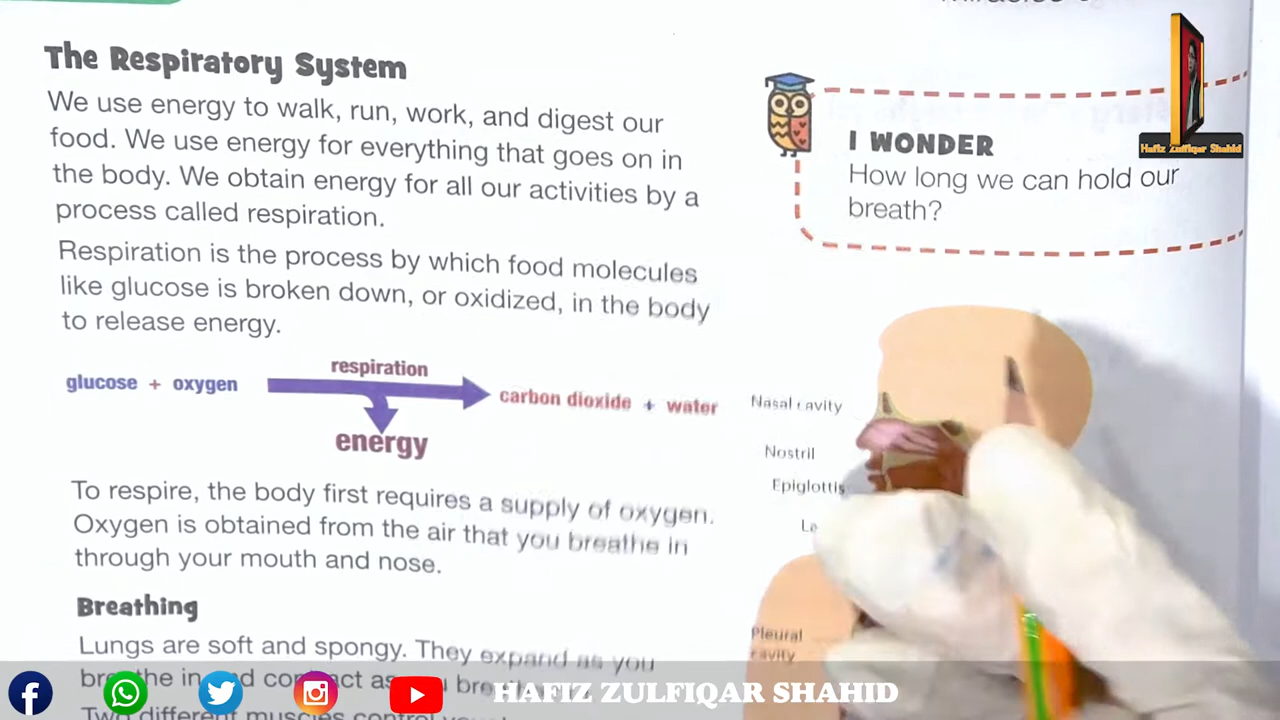 The Respiratory System
We use energy to walk, run, work, and digest our
food. We use energy for everything that goes on in
the body. We obtain energy for all our activities by a
process called respiration.
Respiration is the process by which food molecules
like glucose is broken down, or oxidized, in the body
to release energy.
respiration
glucose + oxygen
carbon dioxide + water
energy
To respire, the body first requires a supply of oxygen.
Oxygen is obtained from the air that you breathe in
through your mouth and nose.
Breathing
Lungs are soft and spongy. They expand as you
I WONDER
How long we can hold our
breath?
Hafiz Zulfiqar Shahid
Nasal cavity
Nostril
Epiglottis
Pleural
cavity
HAFIZ ZULFIQAR SHAHID